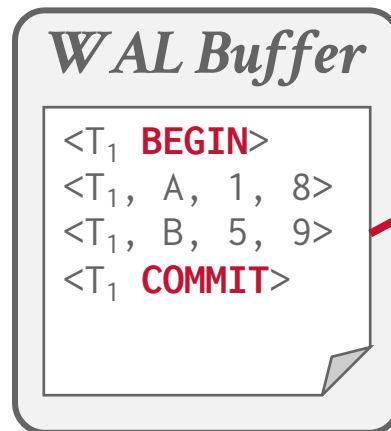 WAL Buffer
<T₁ BEGIN>
<T₁, A, 1, 8>
<T₁, B, 5, 9>
<T₁ COMMIT>